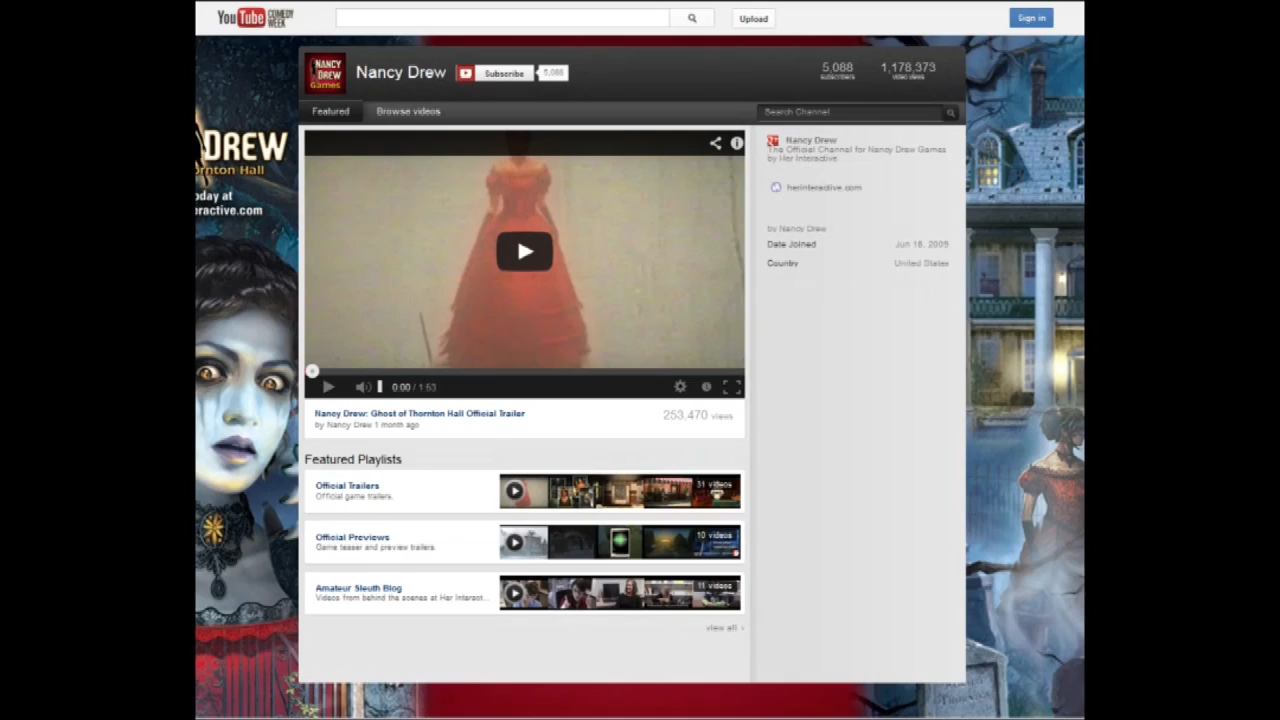 YouTube COMEDY WEEK
Upload
Sign in
NANCY DREW Games
Nancy Drew
Subscribe
5,088
5,088
subscribers
1,178,373
video views
Featured
Browse videos
Search Channel
DREW
ornton Hall
oday at
eractive.com
Nancy Drew
The Official Channel for Nancy Drew Games
by Her Interactive
herinteractive.com
by Nancy Drew
Date Joined Jun 18, 2009
Country United States
0:00 / 1:53
Nancy Drew: Ghost of Thornton Hall Official Trailer
by Nancy Drew 1 month ago
253,470 views
Featured Playlists
Official Trailers
Official game trailers.
31 videos
Official Previews
Game teaser and preview trailers.
10 videos
Amateur Sleuth Blog
Videos from behind the scenes at Her Interact...
11 videos
view all ›